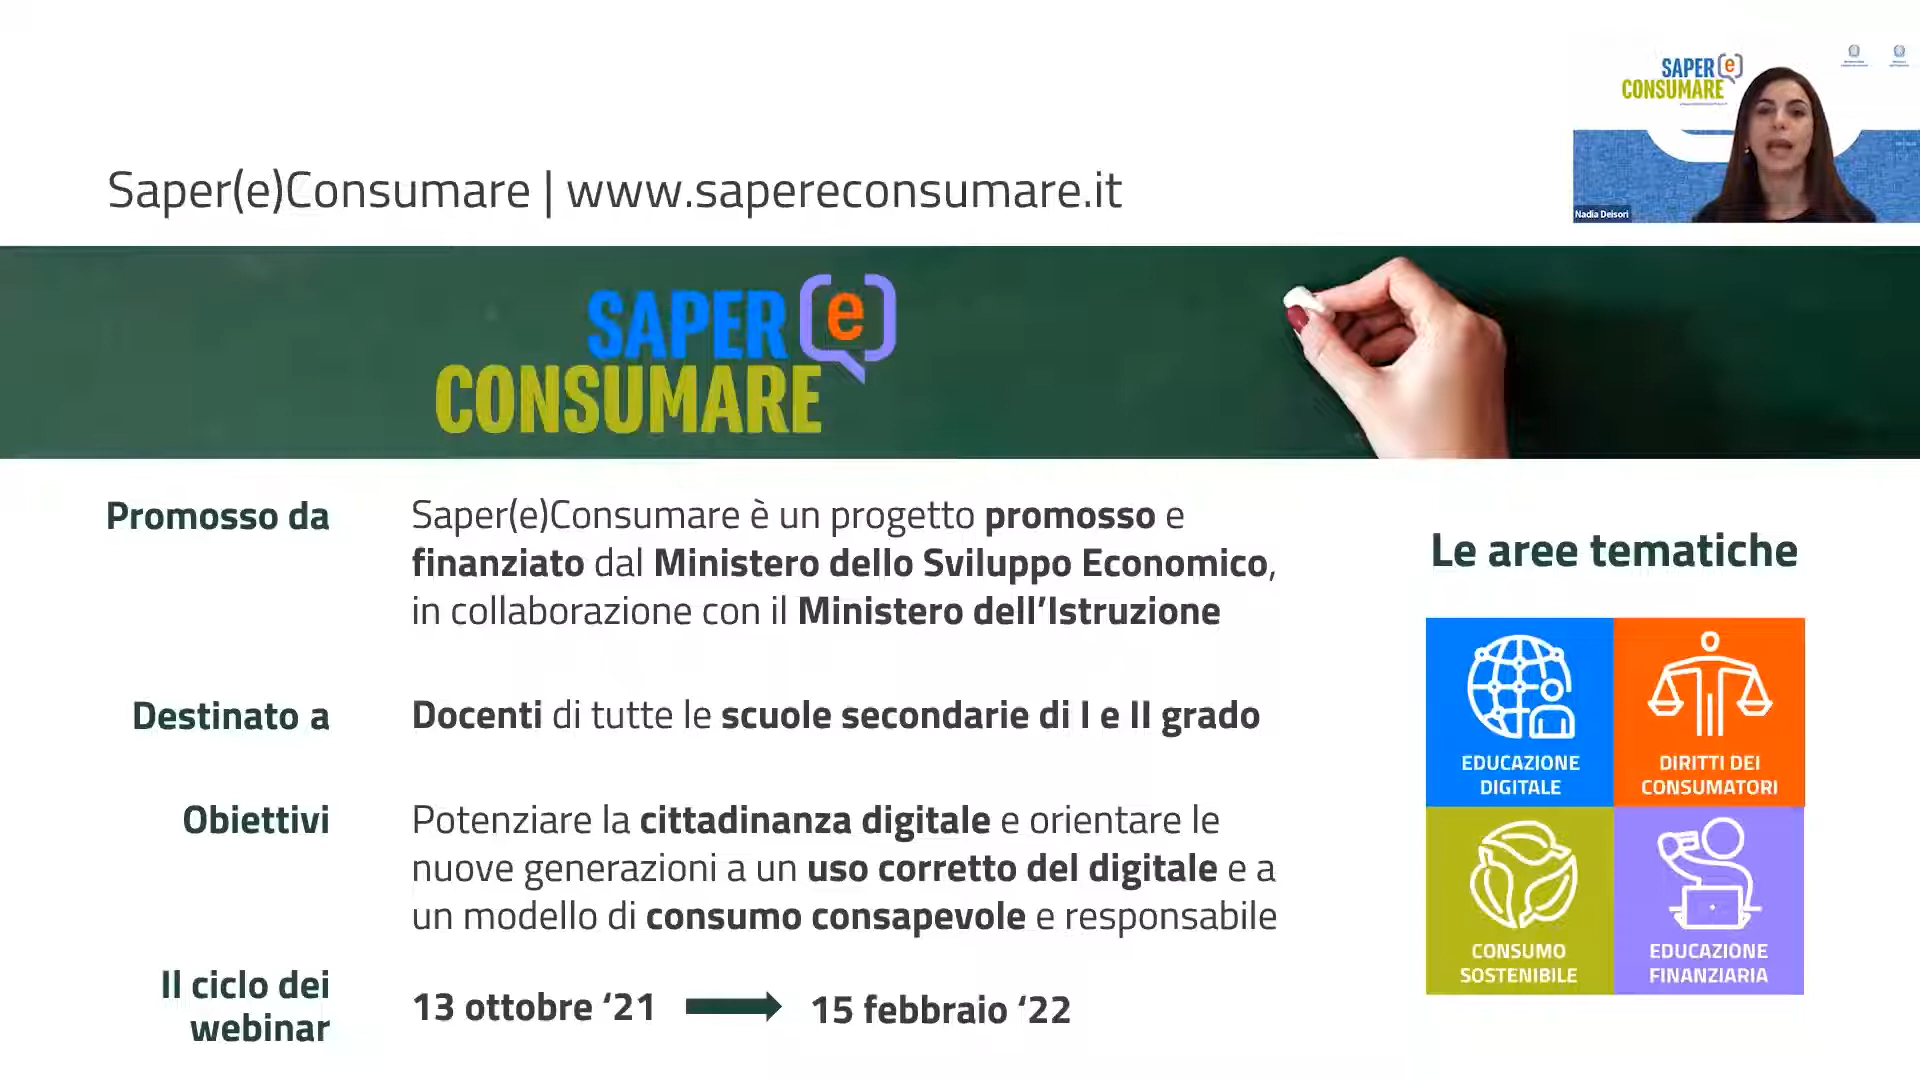 SAPER(e)
CONSUMARE
Nadia Deisori
Saper(e)Consumare | www.sapereconsumare.it
SAPER(e)
CONSUMARE
Promosso da
Saper(e)Consumare è un progetto promosso e
finanziato dal Ministero dello Sviluppo Economico,
in collaborazione con il Ministero dell’Istruzione
Destinato a
Docenti di tutte le scuole secondarie di I e II grado
Obiettivi
Potenziare la cittadinanza digitale e orientare le
nuove generazioni a un uso corretto del digitale e a
un modello di consumo consapevole e responsabile
Il ciclo dei
webinar
13 ottobre ‘21
15 febbraio ‘22
Le aree tematiche
EDUCAZIONE
DIGITALE
DIRITTI DEI
CONSUMATORI
CONSUMO
SOSTENIBILE
EDUCAZIONE
FINANZIARIA